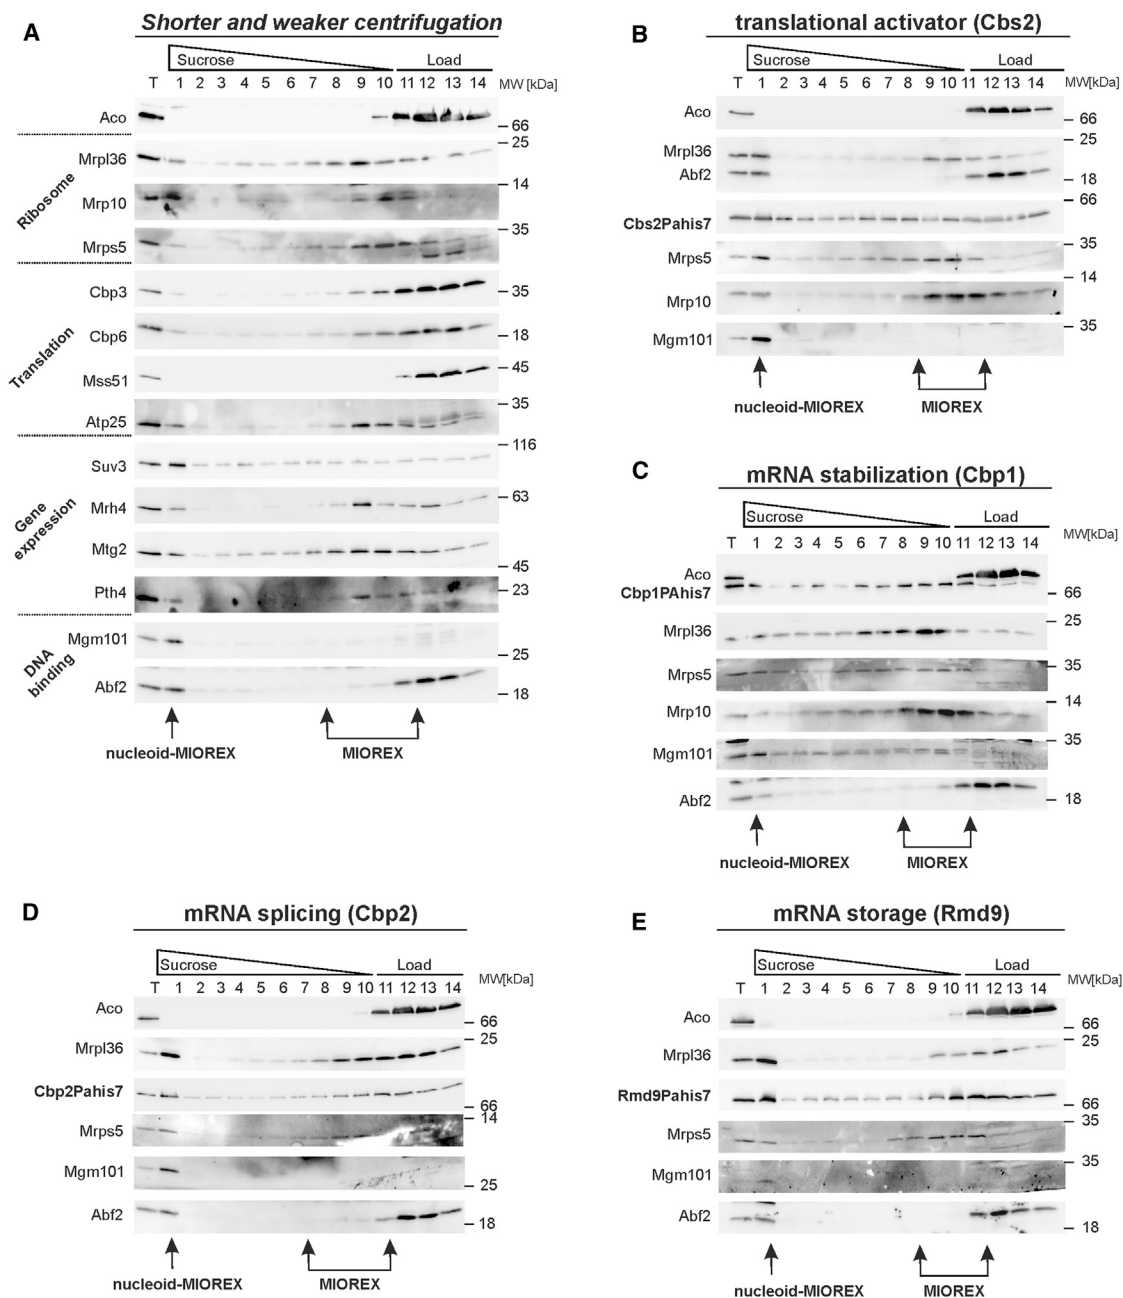 A
Shorter and weaker centrifugation
Sucrose Load
T 1 2 3 4 5 6 7 8 9 10 11 12 13 14 MW [kDa]
Aco
66
25
Ribosome
Mrpl36
14
Mrp10
35
Mrps5
Translation
Cbp3 35
Cbp6 18
45
Mss51
35
Atp25
116
Gene expression
Suv3
63
Mrh4
Mtg2
45
Pth4 23
DNA binding
Mgm101
25
Abf2 18
nucleoid-MIOREX MIOREX
B
translational activator (Cbs2)
Sucrose Load
T 1 2 3 4 5 6 7 8 9 10 11 12 13 14 MW[kDa]
Aco 66
25
Mrpl36
Abf2 18
66
Cbs2Pahis7
35
Mrps5
14
Mrp10
35
Mgm101
nucleoid-MIOREX MIOREX
C
mRNA stabilization (Cbp1)
Sucrose Load
T 1 2 3 4 5 6 7 8 9 10 11 12 13 14 MW[kDa]
Aco
Cbp1PAhis7 66
25
Mrpl36
35
Mrps5
14
Mrp10
35
Mgm101
Abf2 18
nucleoid-MIOREX MIOREX
D
mRNA splicing (Cbp2)
Sucrose Load
T 1 2 3 4 5 6 7 8 9 10 11 12 13 14 MW[kDa]
Aco
66
25
Mrpl36
Cbp2Pahis7
66
14
Mrps5
Mgm101
25
Abf2
18
nucleoid-MIOREX MIOREX
E
mRNA storage (Rmd9)
Sucrose Load
T 1 2 3 4 5 6 7 8 9 10 11 12 13 14 MW[kDa]
Aco
66
25
Mrpl36
Rmd9Pahis7
66
35
Mrps5
35
Mgm101
Abf2
18
nucleoid-MIOREX MIOREX